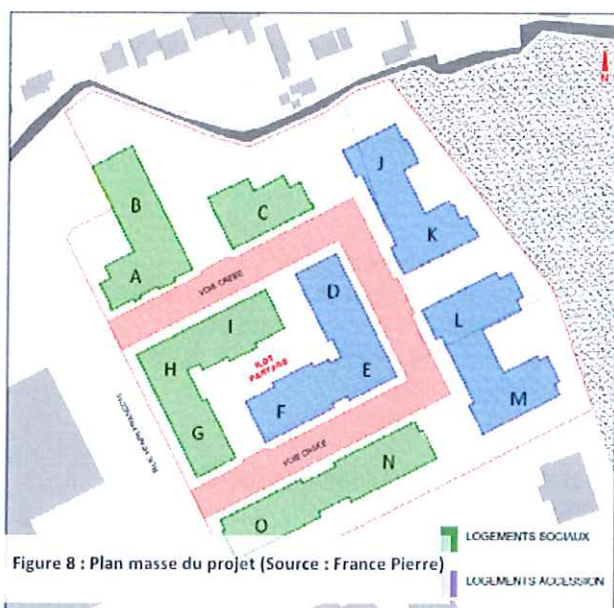 N
J
B
C
K
A
VOIE CREEE
D
L
I
H
ILOT
PARTAGE
E
M
F
G
VOIE CREEE
N
O
LOGEMENTS SOCIAUX
Figure 8 : Plan masse du projet (Source : France Pierre)
LOGEMENTS ACCESSION